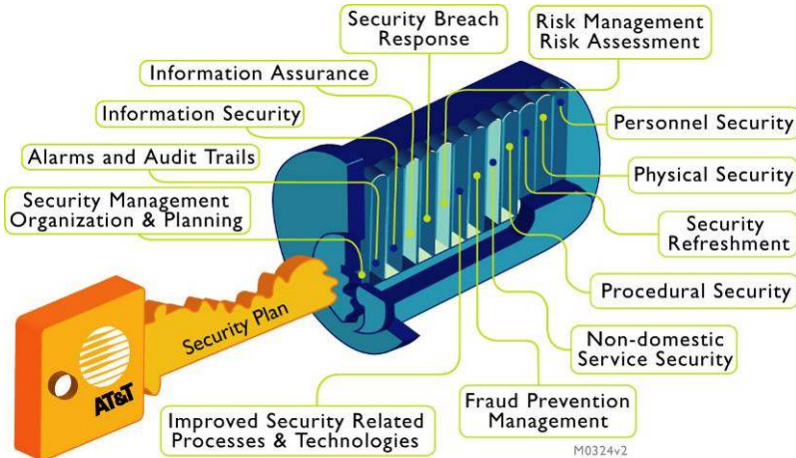 Security Breach
Response
Risk Management
Risk Assessment
Information Assurance
Information Security
Personnel Security
Alarms and Audit Trails
Physical Security
Security Management
Organization & Planning
Security
Refreshment
Procedural Security
Security Plan
Non-domestic
Service Security
AT&T
Fraud Prevention
Management
Improved Security Related
Processes & Technologies
M0324v2